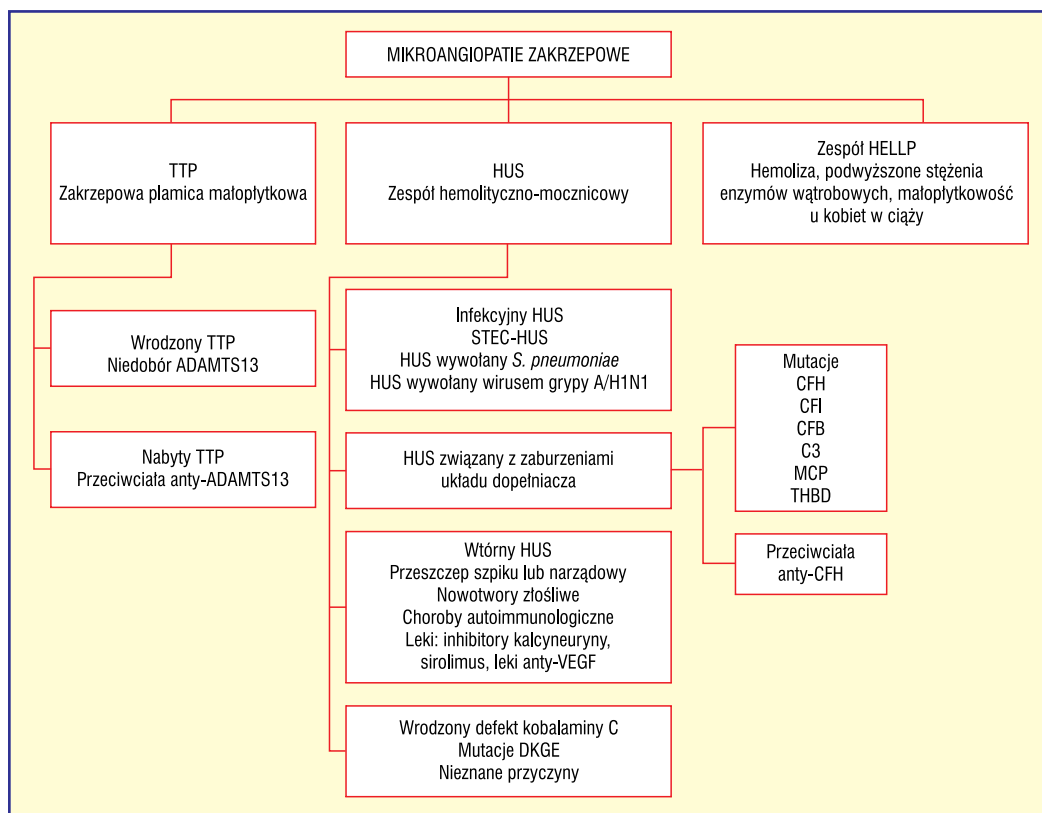 MIKROANGIOPATIE ZAKRZEPOWE
TTP
Zakrzepowa plamica małopłytkowa
HUS
Zespół hemolityczno-mocznicowy
Zespół HELLP
Hemoliza, podwyższone stężenia
enzymów wątrobowych, małopłytkowość
u kobiet w ciąży
Wrodzony TTP
Niedobór ADAMTS13
Nabyty TTP
Przeciwciała anty-ADAMTS13
Infekcyjny HUS
STEC-HUS
HUS wywołany S. pneumoniae
HUS wywołany wirusem grypy A/H1N1
HUS związany z zaburzeniami
układu dopełniacza
Mutacje
CFH
CFI
CFB
C3
MCP
THBD
Przeciwciała
anty-CFH
Wtórny HUS
Przeszczep szpiku lub narządowy
Nowotwory złośliwe
Choroby autoimmunologiczne
Leki: inhibitory kalcyneuryny,
sirolimus, leki anty-VEGF
Wrodzony defekt kobalaminy C
Mutacje DKGE
Nieznane przyczyny